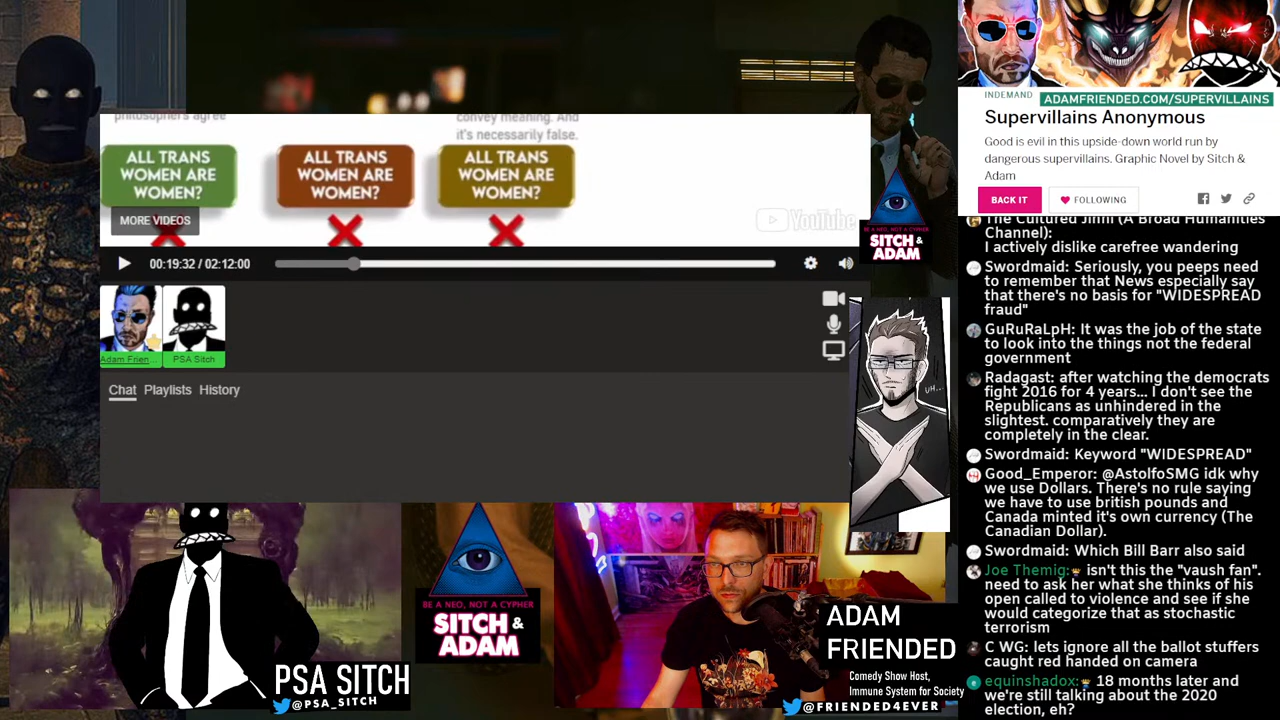 philosophers agree
convey meaning. And
it's necessarily false.
ALL TRANS
WOMEN ARE
WOMEN?
ALL TRANS
WOMEN ARE
WOMEN?
ALL TRANS
WOMEN ARE
WOMEN?
MORE VIDEOS
YouTube
00:19:32 / 02:12:00
Adam Frien...
PSA Sitch
Chat Playlists History
BE A NEO, NOT A CYPHER
SITCH
& ADAM
UH...
BE A NEO, NOT A CYPHER
SITCH &
ADAM
PSA SITCH
@PSA_SITCH
ADAM
FRIENDED
Comedy Show Host,
Immune System for Society
@FRIENDED4EVER
INDEMAND
ADAMFRIENDED.COM/SUPERVILLAINS
Supervillains Anonymous
Good is evil in this upside-down world run by
dangerous supervillains. Graphic Novel by Sitch &
Adam
BACK IT
FOLLOWING
The Cultured Jimmi (A Broad Humanities
Channel):
I actively dislike carefree wandering
Swordmaid: Seriously, you peeps need
to remember that News especially say
that there's no basis for "WIDESPREAD
fraud"
GuRuRaLpH: It was the job of the state
to look into the things not the federal
government
Radagast: after watching the democrats
fight 2016 for 4 years... I don't see the
Republicans as unhindered in the
slightest. comparatively they are
completely in the clear.
Swordmaid: Keyword "WIDESPREAD"
Good_Emperor: @AstolfoSMG idk why
we use Dollars. There's no rule saying
we have to use british pounds and
Canada minted it's own currency (The
Canadian Dollar).
Swordmaid: Which Bill Barr also said
Joe Themig: isn't this the "vaush fan".
need to ask her what she thinks of his
open called to violence and see if she
would categorize that as stochastic
terrorism
C WG: lets ignore all the ballot stuffers
caught red handed on camera
equinshadox: 18 months later and
we're still talking about the 2020
election, eh?